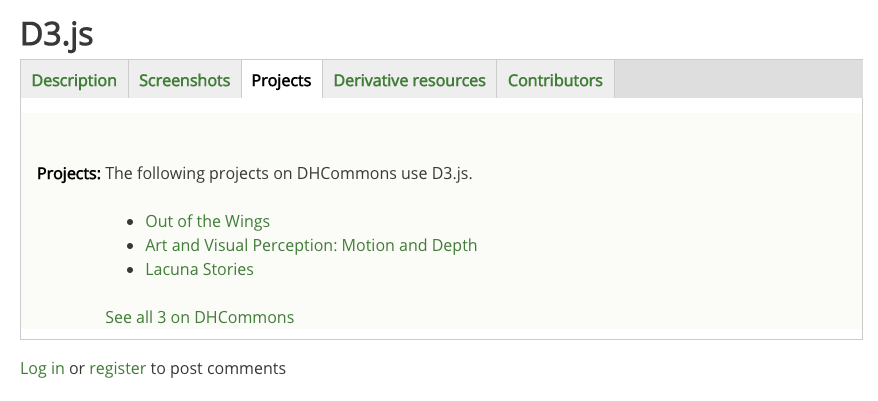 D3.js
Description Screenshots Projects Derivative resources Contributors
Projects: The following projects on DHCommons use D3.js.
Out of the Wings
Art and Visual Perception: Motion and Depth
Lacuna Stories
See all 3 on DHCommons
Log in or register to post comments